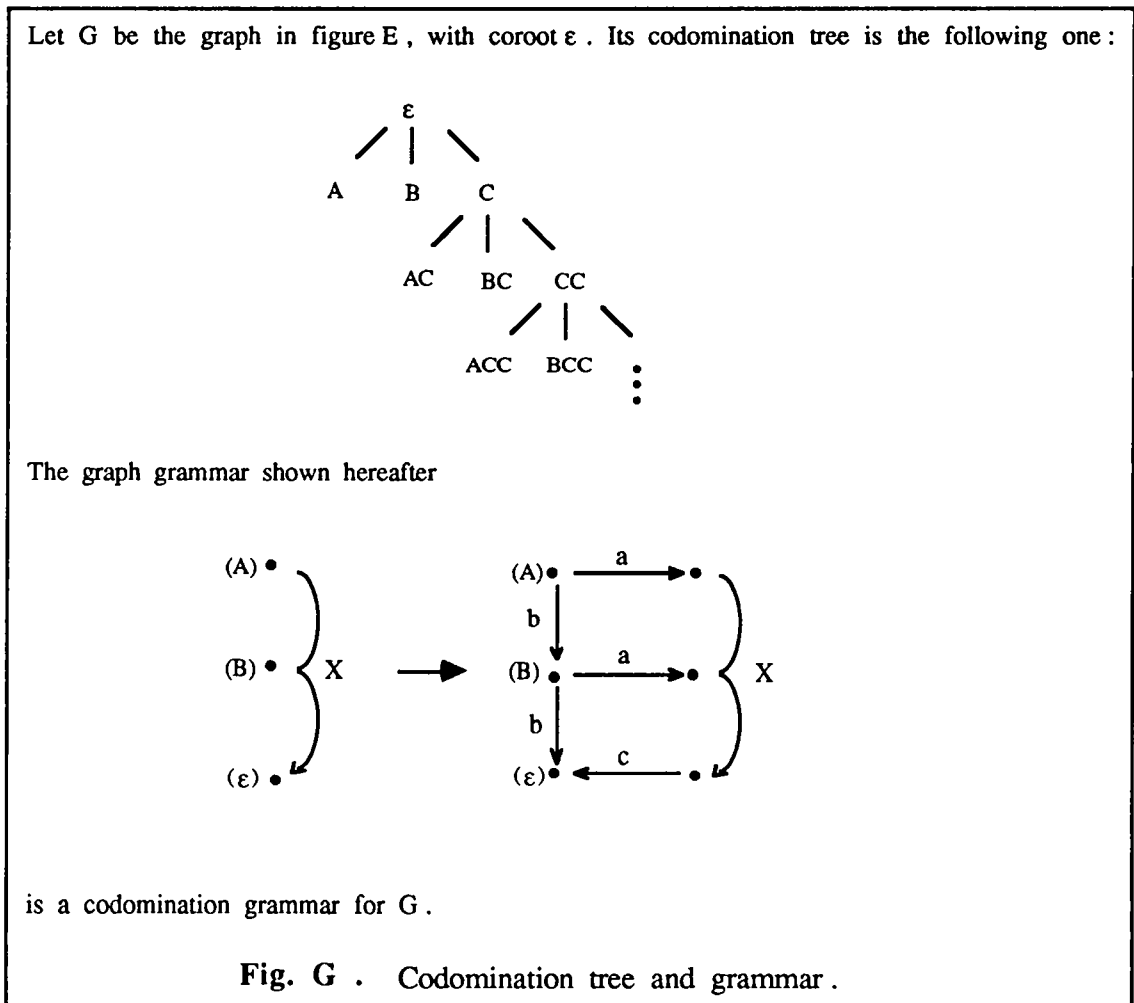 Let G be the graph in figure E , with coroot ε . Its codomination tree is the following one :
ε
A B C
AC BC CC
ACC BCC
The graph grammar shown hereafter
(A) (A) a
b
(B) X (B) a X
b
(ε) (ε) c
is a codomination grammar for G .
Fig. G . Codomination tree and grammar .